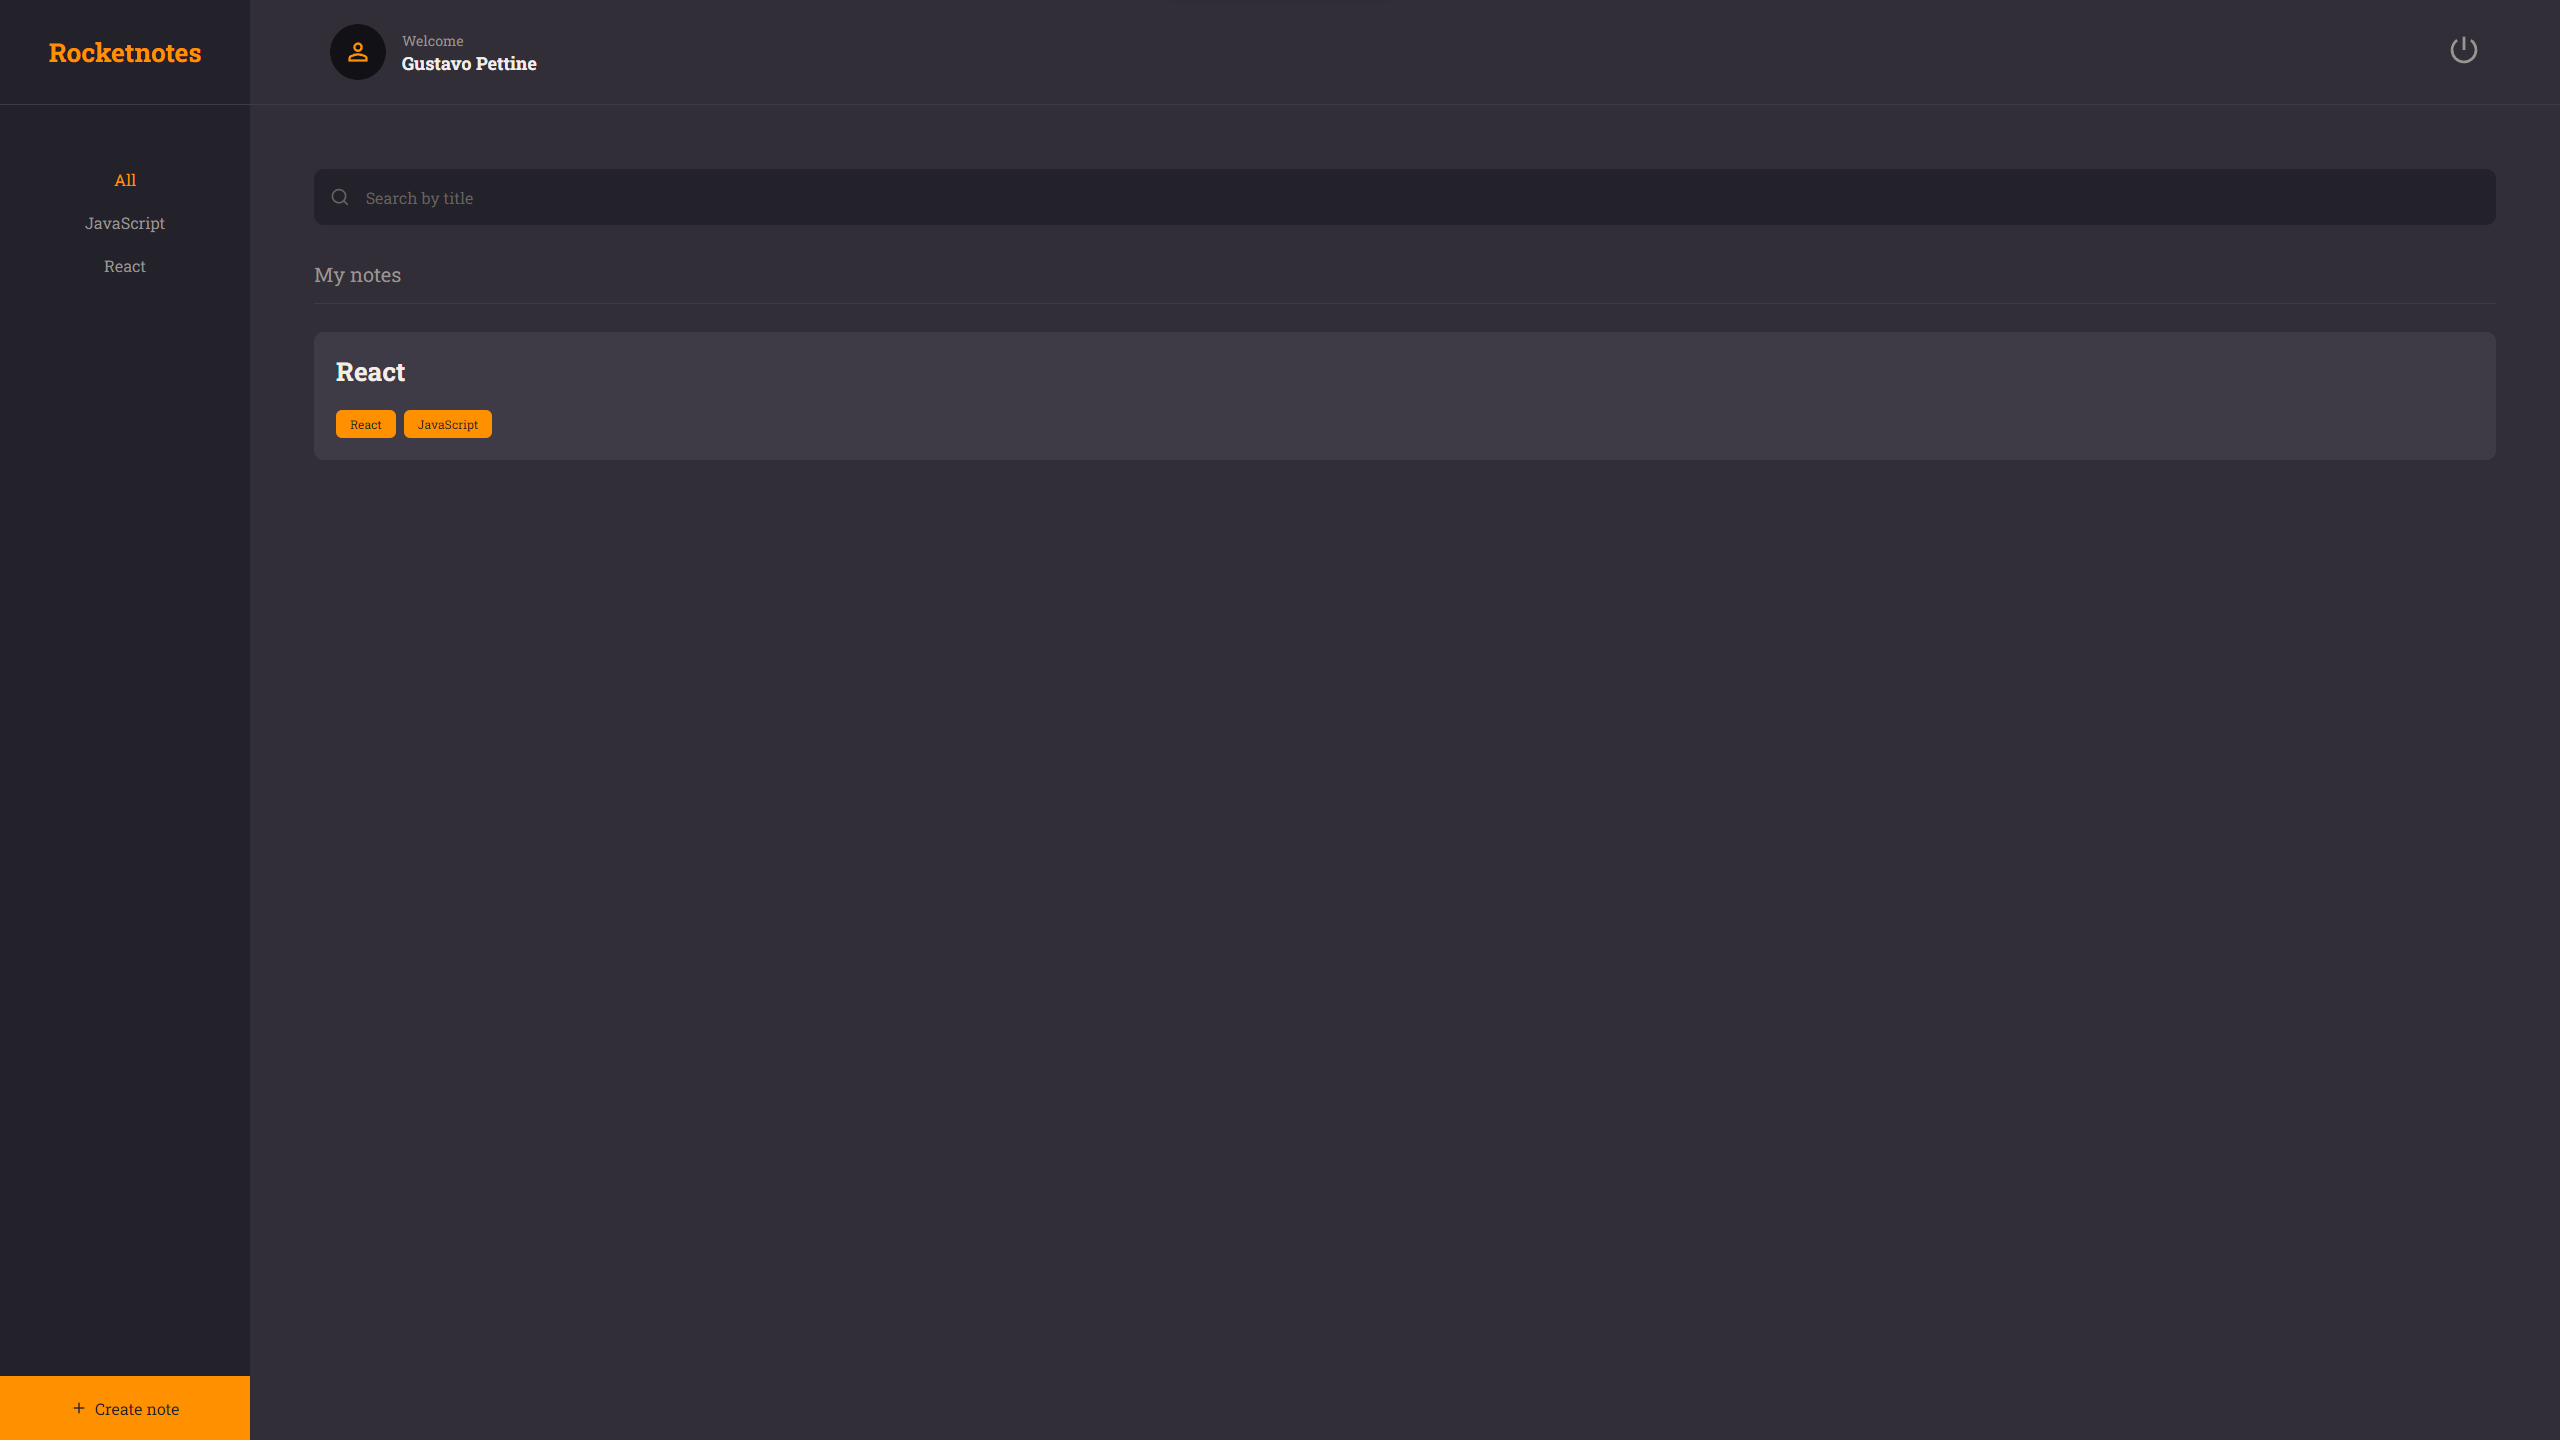 Rocketnotes
Welcome
Gustavo Pettine
All
JavaScript
React
Search by title
My notes
React
React JavaScript
+ Create note